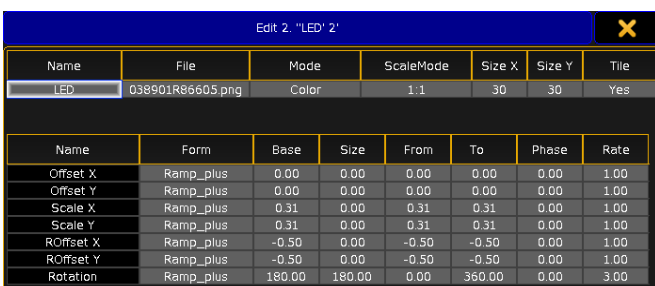 Edit 2. "LED' 2'
Name File Mode ScaleMode Size X Size Y Tile
LED 038901R86605.png Color 1:1 30 30 Yes
Name Form Base Size From To Phase Rate
Offset X Ramp_plus 0.00 0.00 0.00 0.00 0.00 1.00
Offset Y Ramp_plus 0.00 0.00 0.00 0.00 0.00 1.00
Scale X Ramp_plus 0.31 0.00 0.31 0.31 0.00 1.00
Scale Y Ramp_plus 0.31 0.00 0.31 0.31 0.00 1.00
ROffset X Ramp_plus -0.50 0.00 -0.50 -0.50 0.00 1.00
ROffset Y Ramp_plus -0.50 0.00 -0.50 -0.50 0.00 1.00
Rotation Ramp_plus 180.00 180.00 0.00 360.00 0.00 3.00